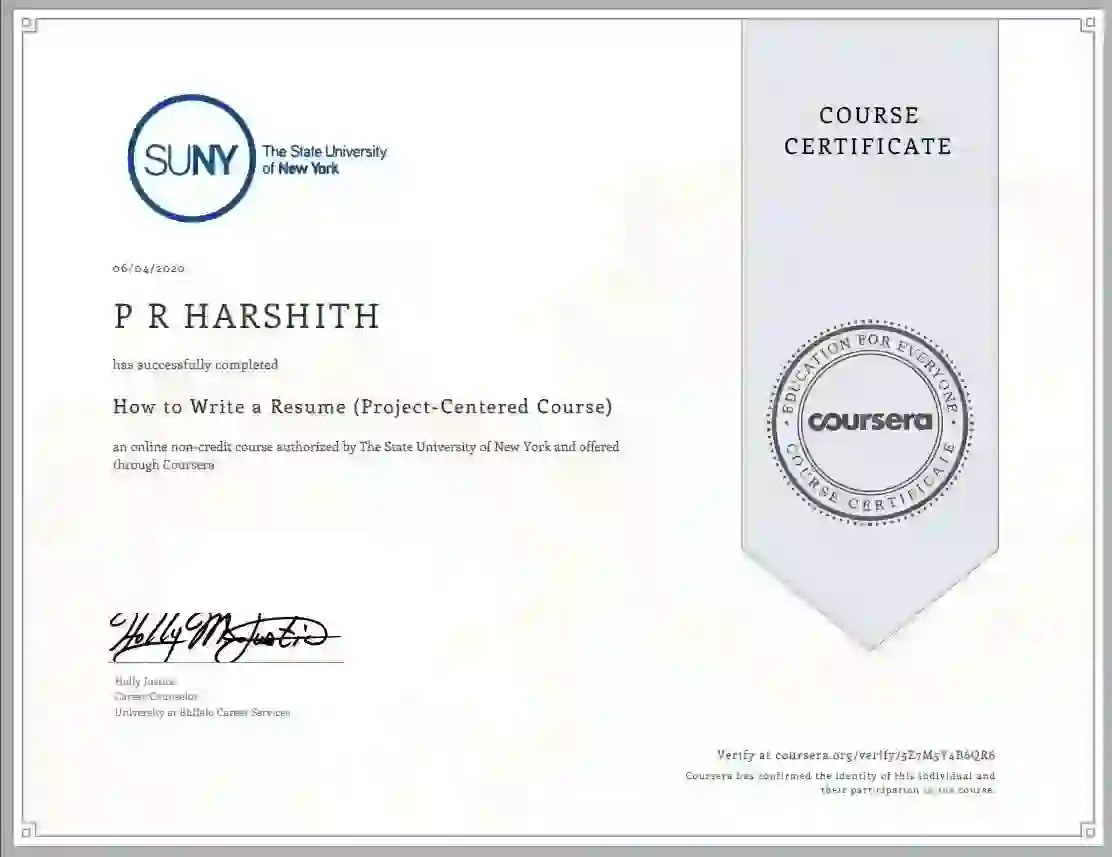 SUNY
The State University
of New York
COURSE
CERTIFICATE
06/04/2020
P R HARSHITH
has successfully completed
How to Write a Resume (Project-Centered Course)
an online non-credit course authorized by The State University of New York and offered
through Coursera
EDUCATION FOR EVERYONE
coursera
COURSE CERTIFICATE
Holly M. Justice
Holly Justice
Career Counselor
University at Buffalo Career Services
Verify at coursera.org/verify/5Z7M5Y4B6QR6
Coursera has confirmed the identity of this individual and
their participation in the course.